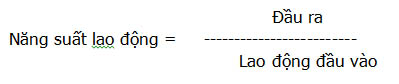 Đầu ra
Năng suất lao động = --------------------------
Lao động đầu vào